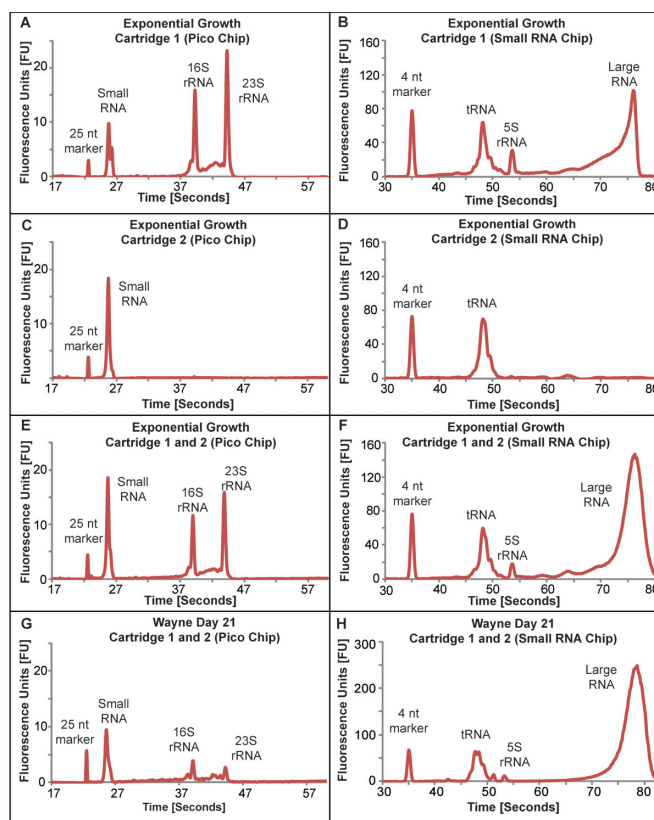 A
Exponential Growth
Cartridge 1 (Pico Chip)
Fluorescence Units [FU]
20
10
0
25 nt
marker
Small
RNA
16S
rRNA
23S
rRNA
17 27 37 47 57
Time [Seconds]
B
Exponential Growth
Cartridge 1 (Small RNA Chip)
Fluorescence Units [FU]
160
120
80
40
0
4 nt
marker
tRNA
5S
rRNA
Large
RNA
30 40 50 60 70 80
Time [Seconds]
C
Exponential Growth
Cartridge 2 (Pico Chip)
Fluorescence Units [FU]
20
10
0
25 nt
marker
Small
RNA
17 27 37 47 57
Time [Seconds]
D
Exponential Growth
Cartridge 2 (Small RNA Chip)
Fluorescence Units [FU]
160
120
80
40
0
4 nt
marker
tRNA
30 40 50 60 70 80
Time [Seconds]
E
Exponential Growth
Cartridge 1 and 2 (Pico Chip)
Fluorescence Units [FU]
20
10
0
25 nt
marker
Small
RNA
16S
rRNA
23S
rRNA
17 27 37 47 57
Time [Seconds]
F
Exponential Growth
Cartridge 1 and 2 (Small RNA Chip)
Fluorescence Units [FU]
160
120
80
40
0
4 nt
marker
tRNA
5S
rRNA
Large
RNA
30 40 50 60 70 80
Time [Seconds]
G
Wayne Day 21
Cartridge 1 and 2 (Pico Chip)
Fluorescence Units [FU]
20
10
0
25 nt
marker
Small
RNA
16S
rRNA
23S
rRNA
17 27 37 47 57
Time [Seconds]
H
Wayne Day 21
Cartridge 1 and 2 (Small RNA Chip)
Fluorescence Units [FU]
300
200
100
0
4 nt
marker
tRNA
5S
rRNA
Large
RNA
30 40 50 60 70 80
Time [Seconds]